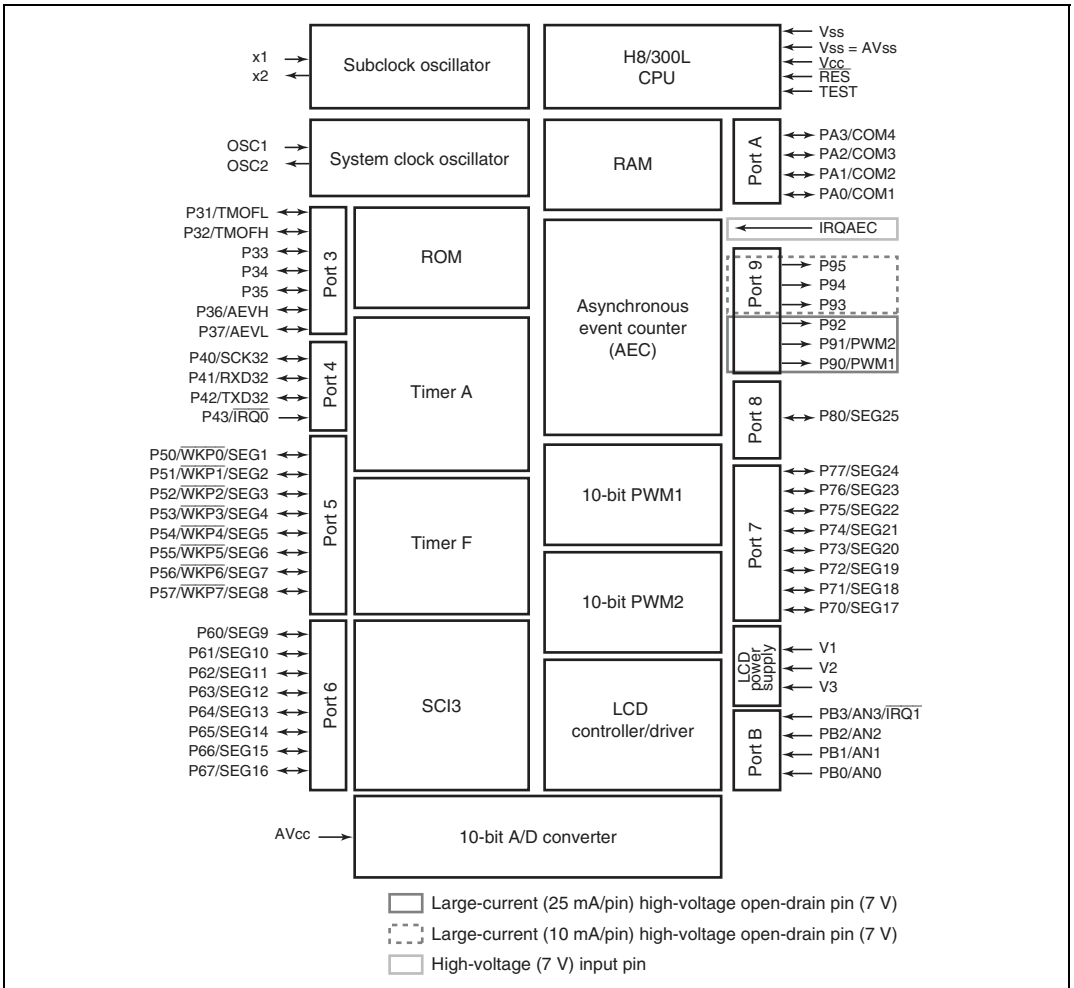 x1
x2
Subclock oscillator
H8/300L
CPU
Vss
Vss = AVss
Vcc
RES
TEST
OSC1
OSC2
System clock oscillator
RAM
Port A
PA3/COM4
PA2/COM3
PA1/COM2
PA0/COM1
P31/TMOFL
P32/TMOFH
P33
P34
P35
P36/AEVH
P37/AEVL
Port 3
ROM
Asynchronous
event counter
(AEC)
IRQAEC
Port 9
P95
P94
P93
P92
P91/PWM2
P90/PWM1
P40/SCK32
P41/RXD32
P42/TXD32
P43/IRQ0
Port 4
Timer A
Port 8
P80/SEG25
P50/WKP0/SEG1
P51/WKP1/SEG2
P52/WKP2/SEG3
P53/WKP3/SEG4
P54/WKP4/SEG5
P55/WKP5/SEG6
P56/WKP6/SEG7
P57/WKP7/SEG8
Port 5
Timer F
10-bit PWM1
10-bit PWM2
Port 7
P77/SEG24
P76/SEG23
P75/SEG22
P74/SEG21
P73/SEG20
P72/SEG19
P71/SEG18
P70/SEG17
P60/SEG9
P61/SEG10
P62/SEG11
P63/SEG12
P64/SEG13
P65/SEG14
P66/SEG15
P67/SEG16
Port 6
SCI3
LCD
controller/driver
LCD
power
supply
V1
V2
V3
Port B
PB3/AN3/IRQ1
PB2/AN2
PB1/AN1
PB0/AN0
AVcc
10-bit A/D converter
Large-current (25 mA/pin) high-voltage open-drain pin (7 V)
Large-current (10 mA/pin) high-voltage open-drain pin (7 V)
High-voltage (7 V) input pin